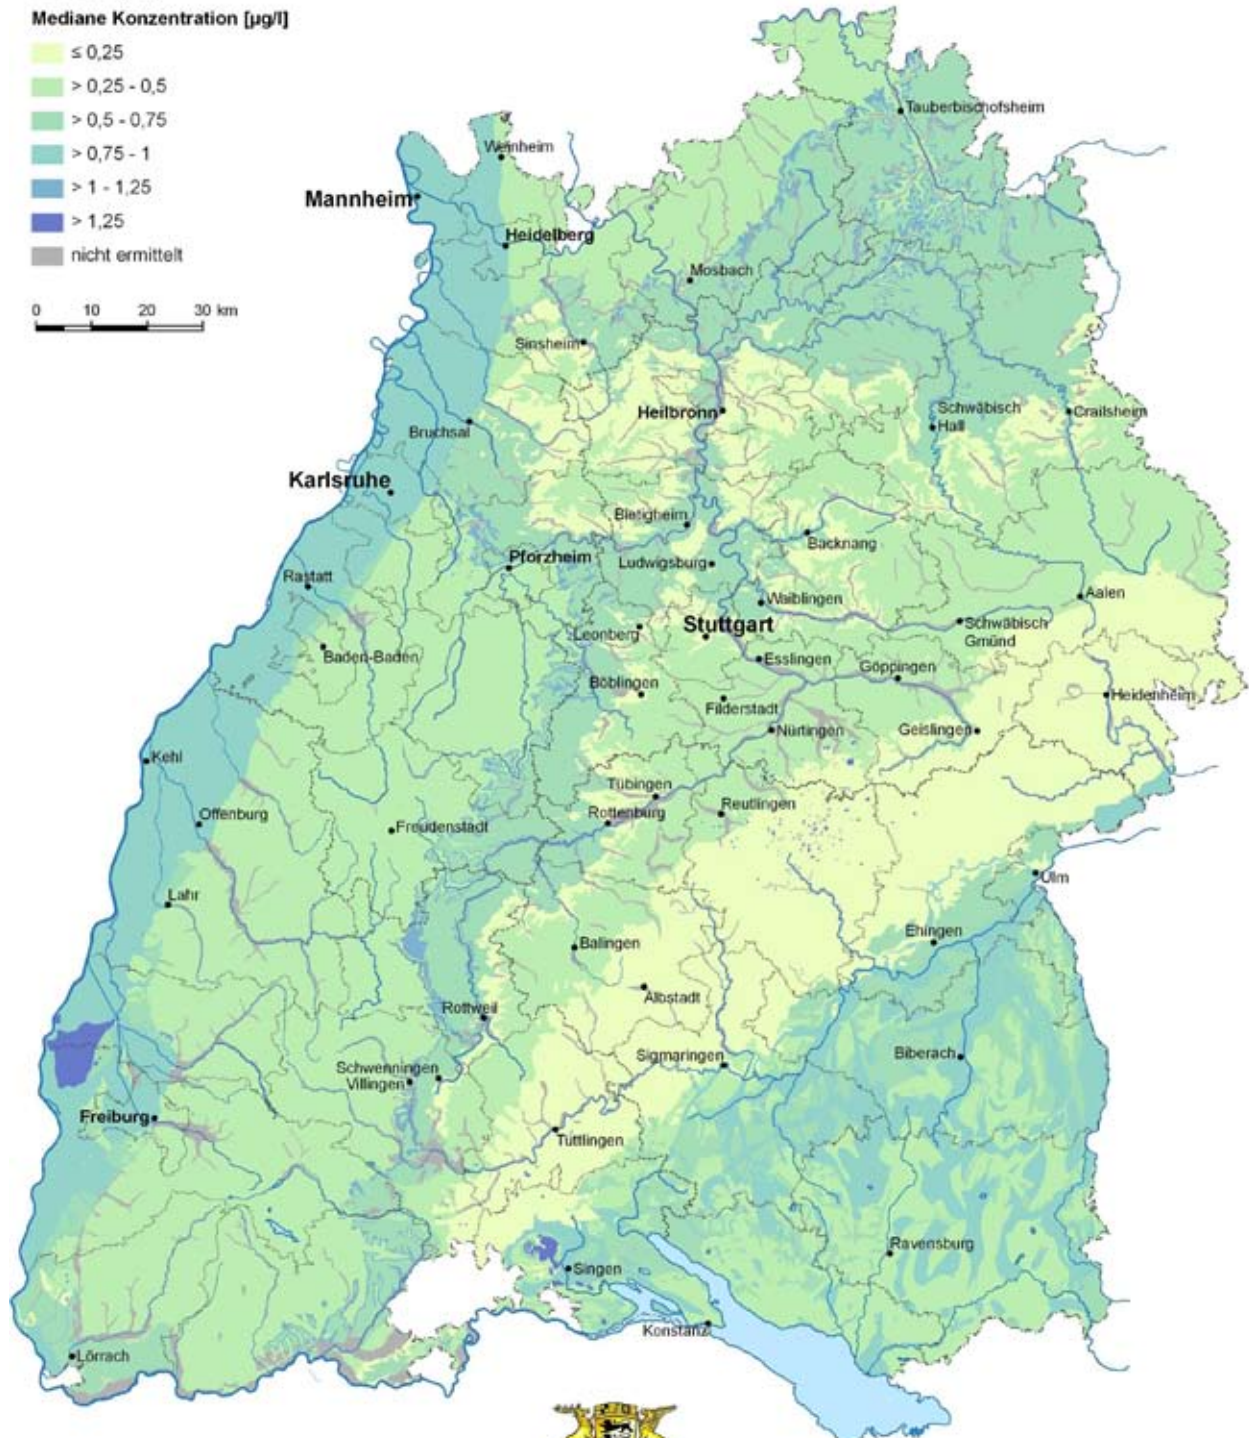 Mediane Konzentration [µg/l]
≤ 0,25
> 0,25 - 0,5
> 0,5 - 0,75
> 0,75 - 1
> 1 - 1,25
> 1,25
nicht ermittelt
0 10 20 30 km
Tauberbischofsheim
Weinheim
Mannheim
Heidelberg
Mosbach
Sinsheim
Heilbronn
Schwäbisch
Hall
Crailsheim
Bruchsal
Karlsruhe
Bietigheim
Backnang
Pforzheim
Ludwigsburg
Rastatt
Waiblingen
Aalen
Stuttgart
Schwäbisch
Gmünd
Leonberg
Baden-Baden
Esslingen
Göppingen
Böblingen
Heidenheim
Filderstadt
Nürtingen
Geislingen
Kehl
Tübingen
Reutlingen
Offenburg
Rottenburg
Freudenstadt
Ulm
Lahr
Ehingen
Balingen
Albstadt
Rottweil
Sigmaringen
Biberach
Schwenningen
Villingen
Freiburg
Tuttlingen
Ravensburg
Singen
Konstanz
Lörrach